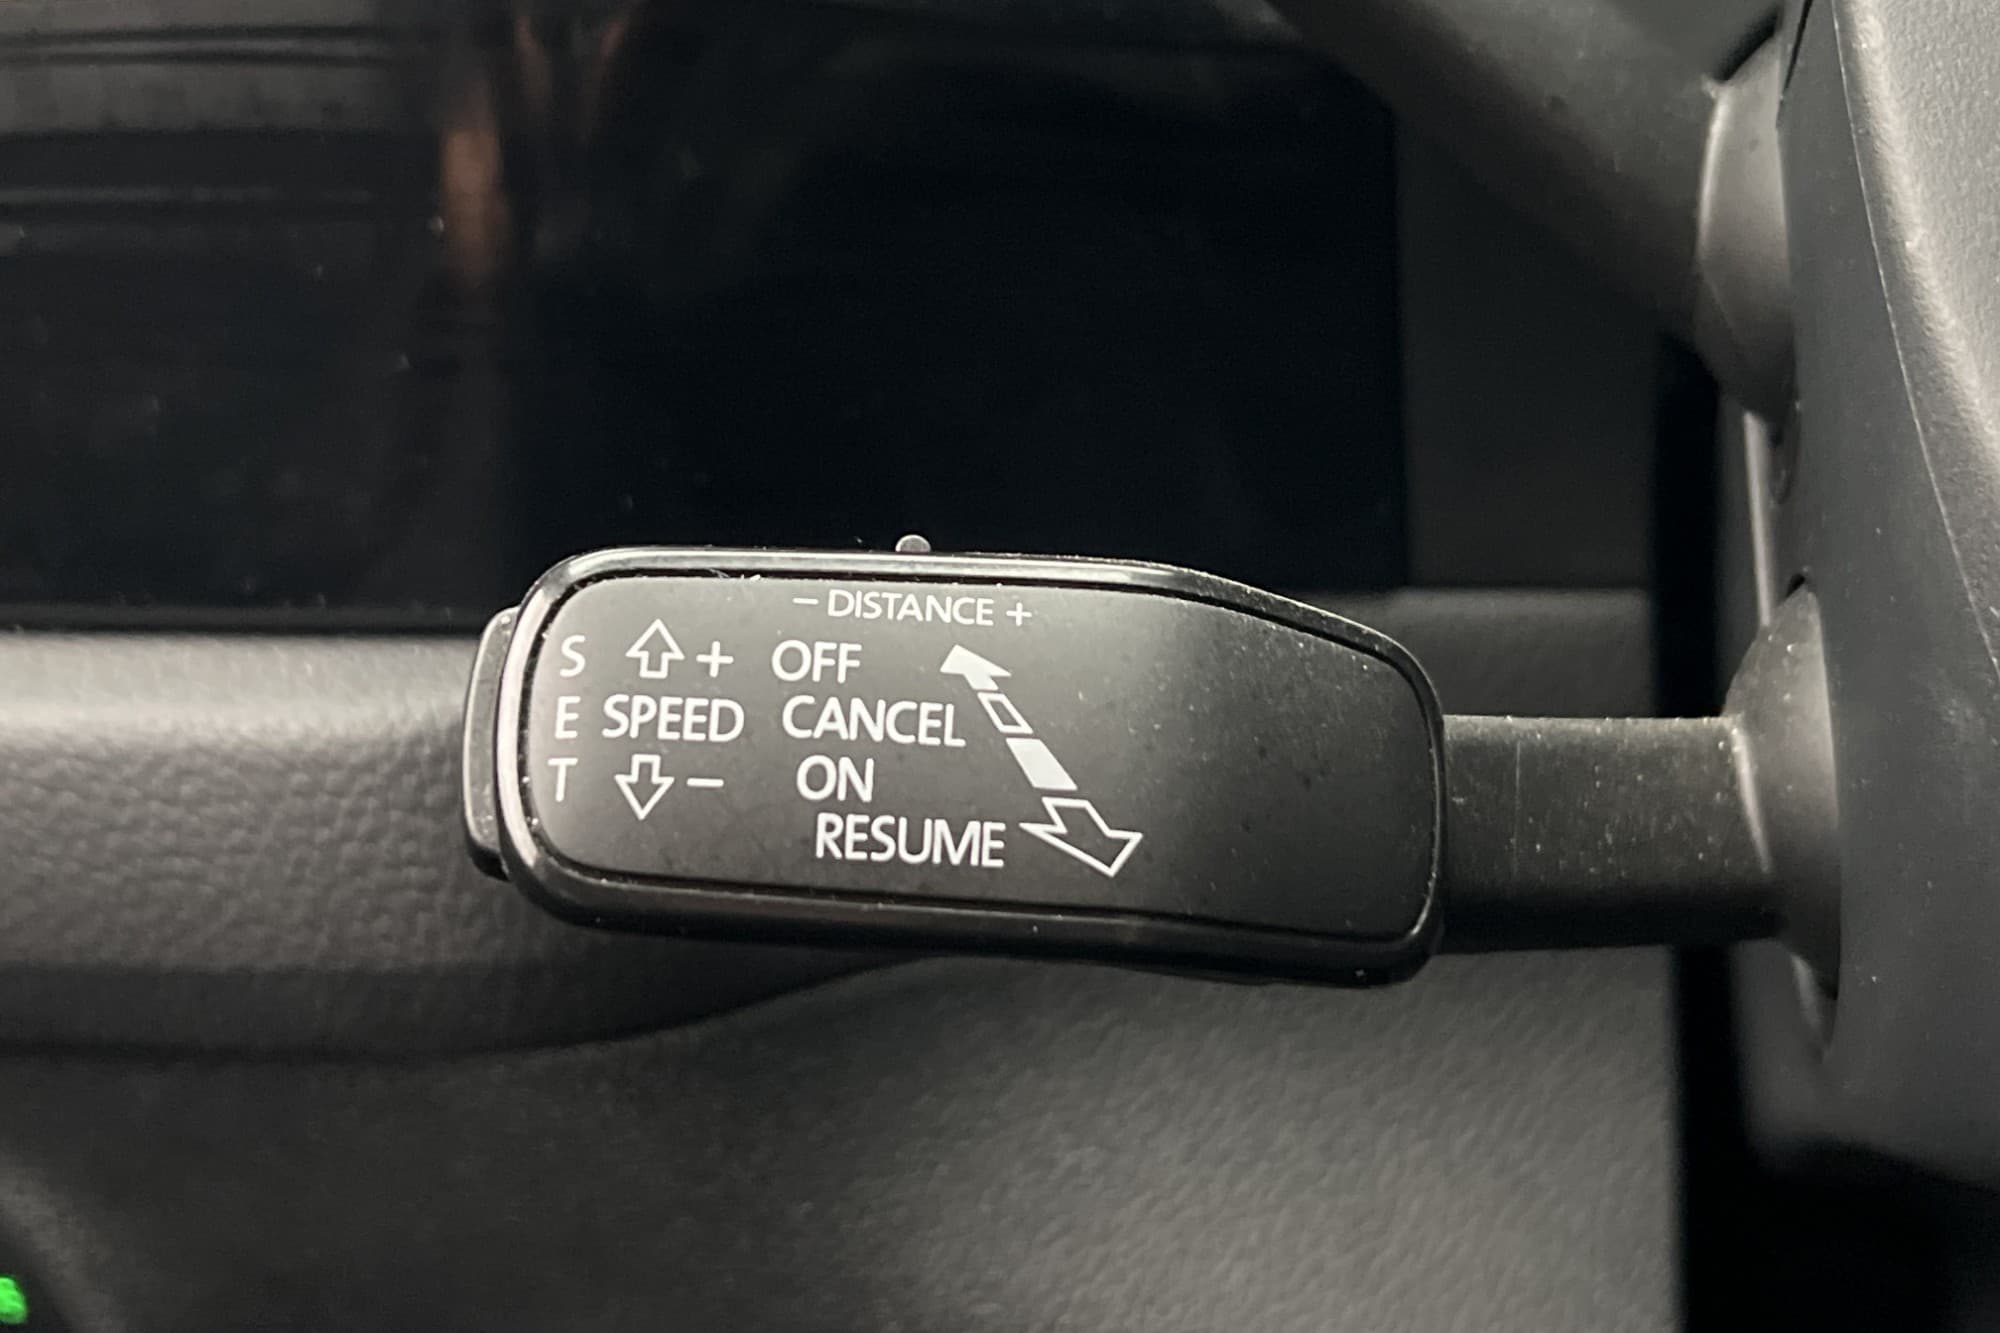 – DISTANCE +
S + OFF
E SPEED CANCEL
T – ON
RESUME